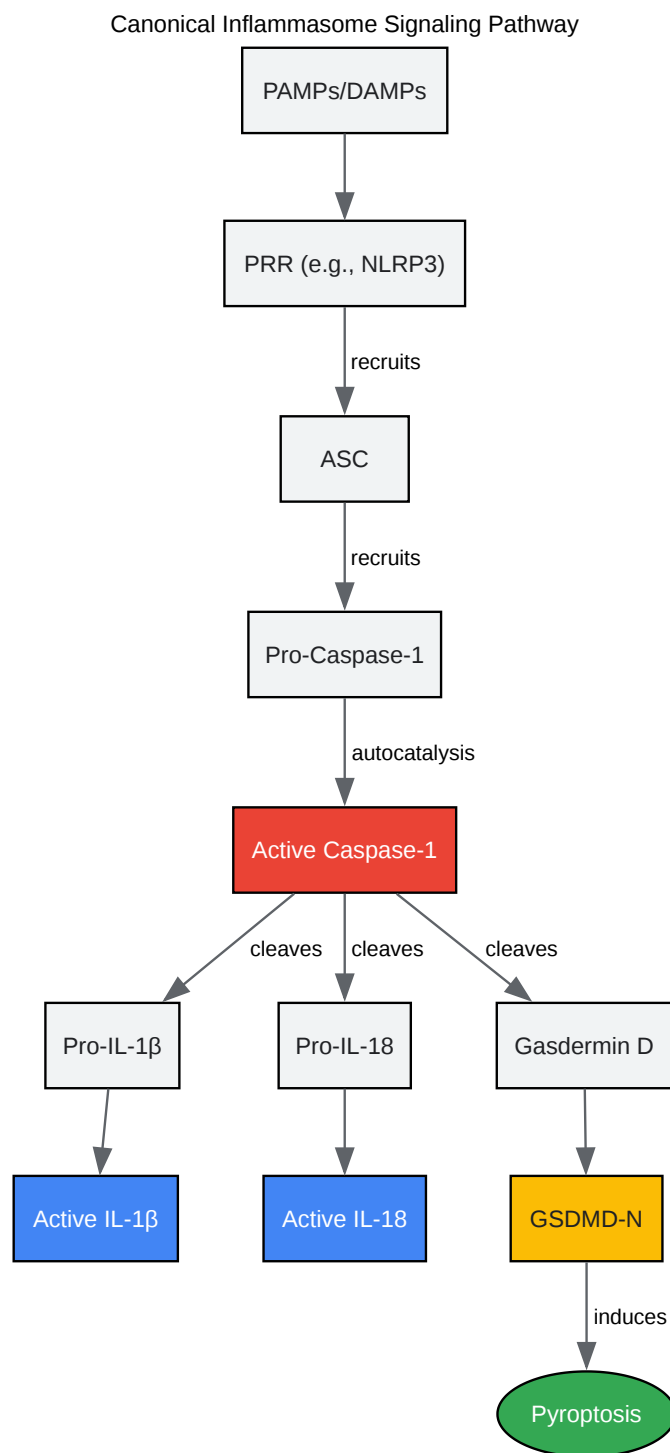 Canonical Inflammasome Signaling Pathway
PAMPs/DAMPs
PRR (e.g., NLRP3)
recruits
ASC
recruits
Pro-Caspase-1
autocatalysis
Active Caspase-1
cleaves
cleaves
cleaves
Pro-IL-1β
Pro-IL-18
Gasdermin D
Active IL-1β
Active IL-18
GSDMD-N
induces
Pyroptosis